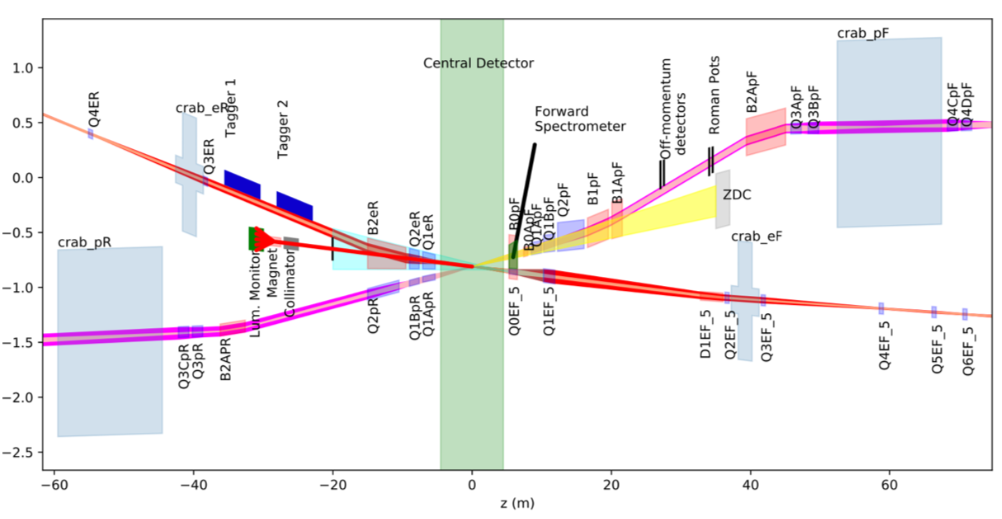 crab_pF
Central Detector
Tagger 1
Tagger 2
Forward
Spectrometer
Off-momentum
detectors
Roman Pots
B2ApF
Q3ApF
Q3BpF
Q4CpF
Q4DpF
Q4ER
crab_eR
Q3ER
B2eR
Q2eR
Q1eR
B0pF
B0ApF
Q1ApF
Q1BpF
Q2pF
B1pF
B1ApF
ZDC
crab_pR
Lum. Monitor
Magnet
Collimator
crab_eF
Q3CpR
Q3pR
B2APR
Q2pR
Q1BpR
Q1ApR
Q0EF_5
Q1EF_5
D1EF_5
Q2EF_5
Q3EF_5
Q4EF_5
Q5EF_5
Q6EF_5
1.0
0.5
0.0
−0.5
−1.0
−1.5
−2.0
−2.5
−60
−40
−20
0
20
40
60
z (m)